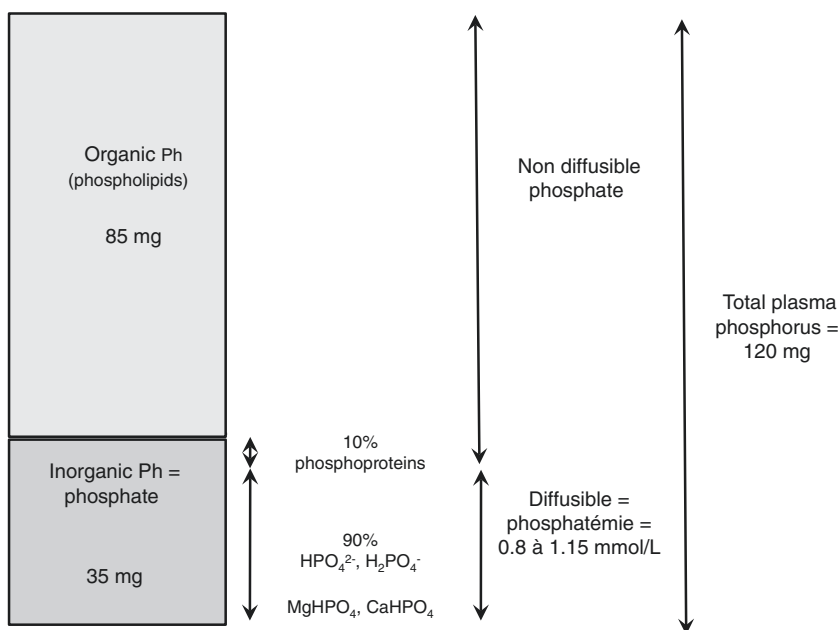 Organic Ph
(phospholipids)
85 mg
Non diffusible
phosphate
Total plasma
phosphorus =
120 mg
10%
phosphoproteins
Inorganic Ph =
phosphate
35 mg
90%
HPO₄²⁻, H₂PO₄⁻
MgHPO₄, CaHPO₄
Diffusible =
phosphatémie =
0.8 à 1.15 mmol/L